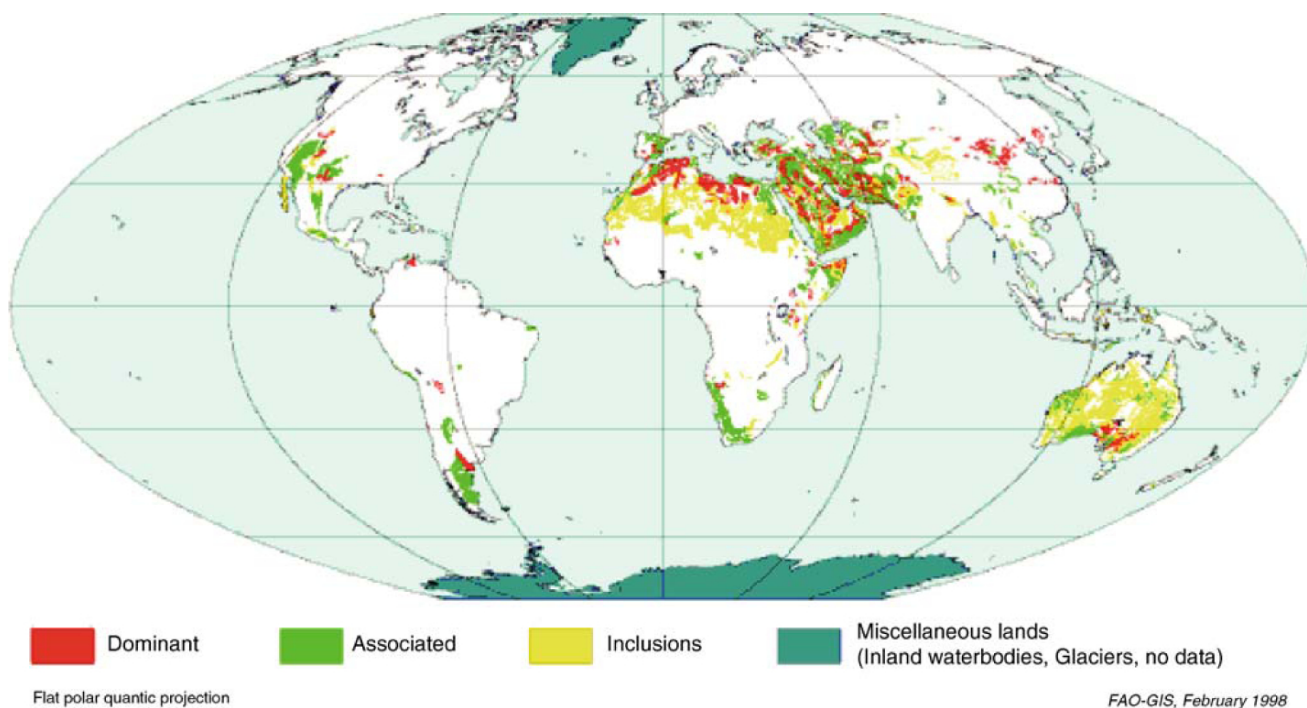 Dominant
Associated
Inclusions
Miscellaneous lands
(Inland waterbodies, Glaciers, no data)
Flat polar quantic projection
FAO-GIS, February 1998